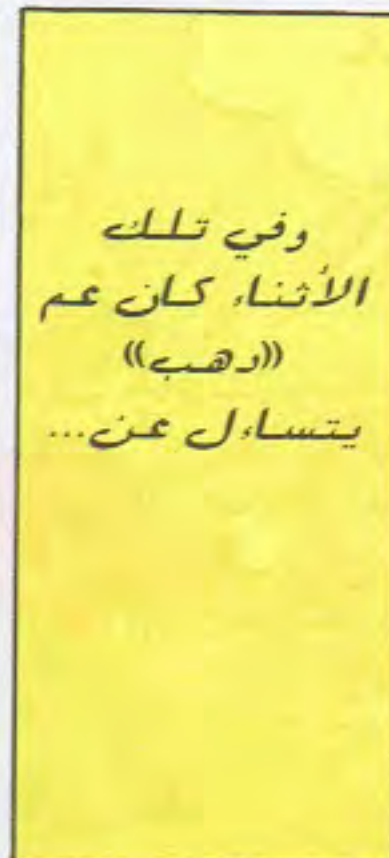 وفي تلك
الأثناء كان عم
((دهب))
يتساءل عن...